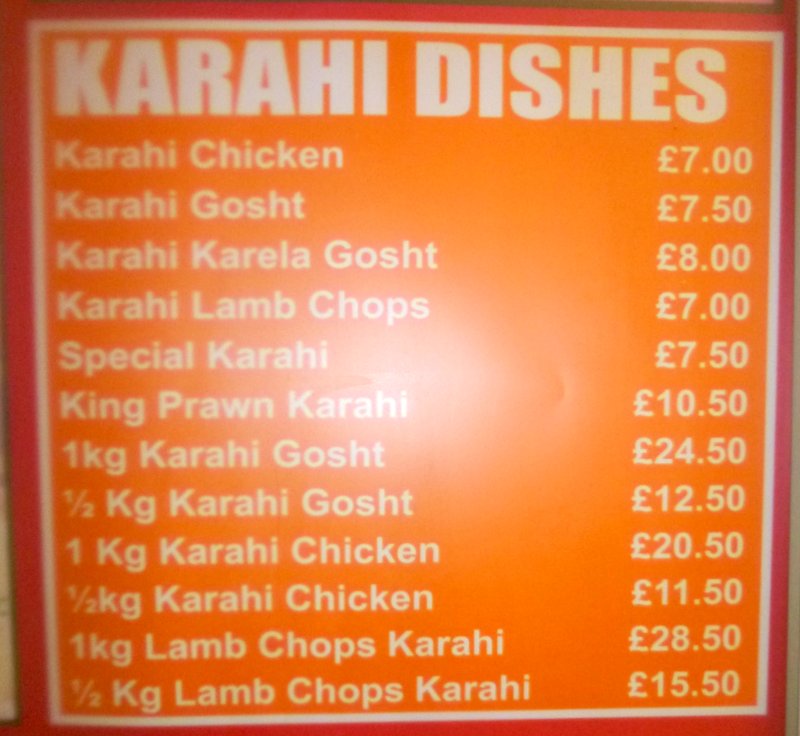 KARAHI DISHES
Karahi Chicken £7.00
Karahi Gosht £7.50
Karahi Karela Gosht £8.00
Karahi Lamb Chops £7.00
Special Karahi £7.50
King Prawn Karahi £10.50
1kg Karahi Gosht £24.50
½ Kg Karahi Gosht £12.50
1 Kg Karahi Chicken £20.50
½kg Karahi Chicken £11.50
1kg Lamb Chops Karahi £28.50
½ Kg Lamb Chops Karahi £15.50